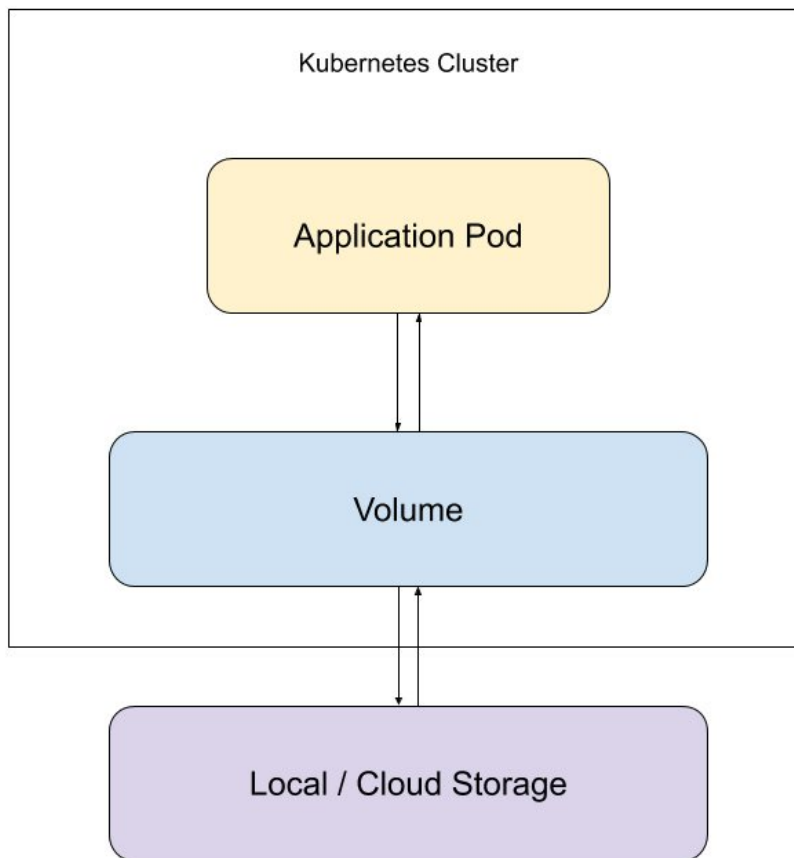 Kubernetes Cluster
Application Pod
Volume
Local / Cloud Storage